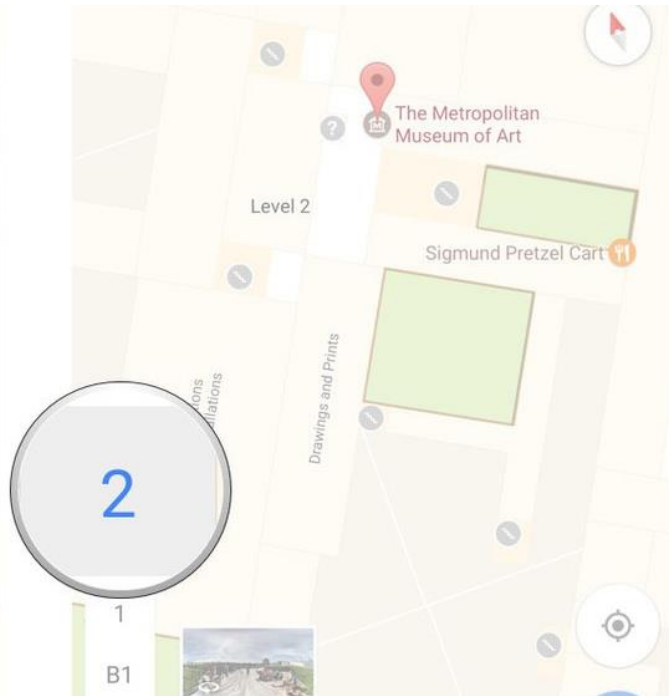 The Metropolitan
Museum of Art
?
Level 2
Sigmund Pretzel Cart
Drawings and Prints
2
1
B1